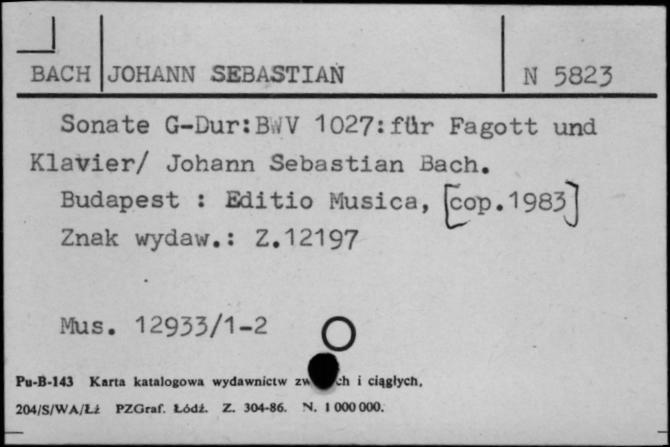 BACH JOHANN SEBASTIAN N 5823
Sonate G-Dur:BWV 1027:für Fagott und
Klavier/ Johann Sebastian Bach.
Budapest : Editio Musica, [cop.1983]
Znak wydaw.: Z.12197
Mus. 12933/1-2
Pu-B-143 Karta katalogowa wydawnictw i ciągłych,
204/S/WA/Łż PZGraf. Łódź. Z. 304-86. N. 1 000 000.